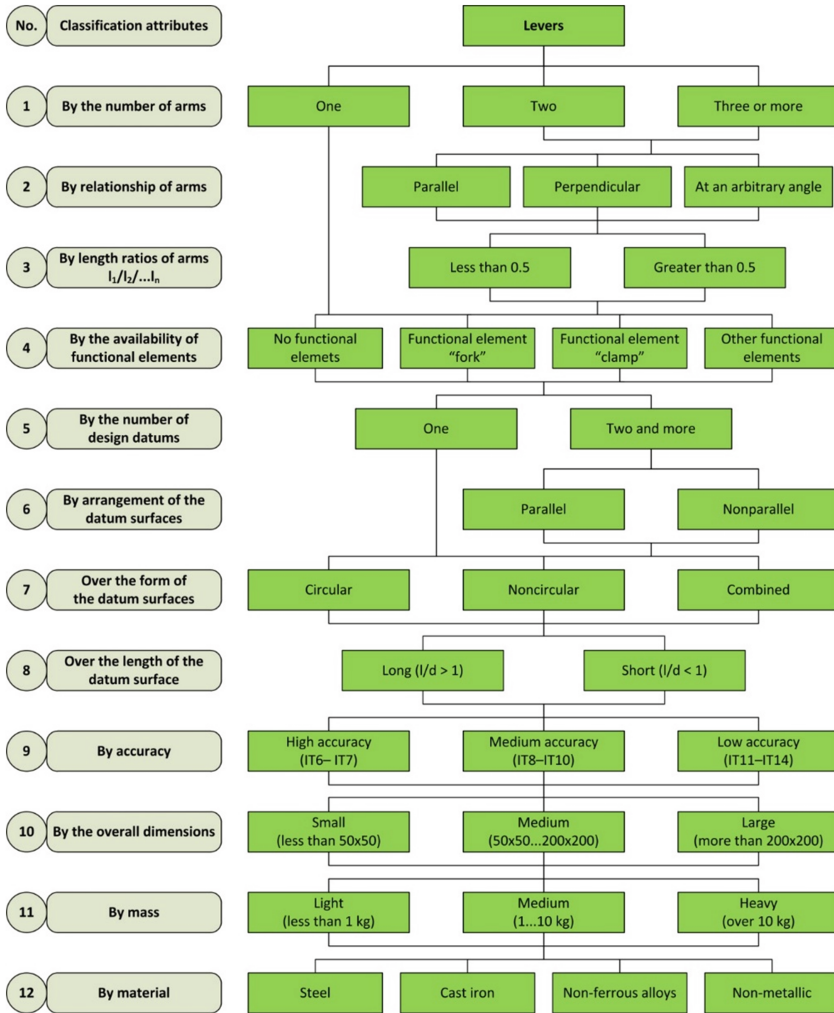 No.
Classification attributes
Levers
1
By the number of arms
One
Two
Three or more
2
By relationship of arms
Parallel
Perpendicular
At an arbitrary angle
3
By length ratios of arms
l₁/l₂/...lₙ
Less than 0.5
Greater than 0.5
4
By the availability of
functional elements
No functional
elemets
Functional element
“fork”
Functional element
“clamp”
Other functional
elements
5
By the number of
design datums
One
Two and more
6
By arrangement of the
datum surfaces
Parallel
Nonparallel
7
Over the form of
the datum surfaces
Circular
Noncircular
Combined
8
Over the length of the
datum surface
Long (l/d > 1)
Short (l/d < 1)
9
By accuracy
High accuracy
(IT6– IT7)
Medium accuracy
(IT8–IT10)
Low accuracy
(IT11–IT14)
10
By the overall dimensions
Small
(less than 50x50)
Medium
(50x50...200x200)
Large
(more than 200x200)
11
By mass
Light
(less than 1 kg)
Medium
(1...10 kg)
Heavy
(over 10 kg)
12
By material
Steel
Cast iron
Non-ferrous alloys
Non-metallic